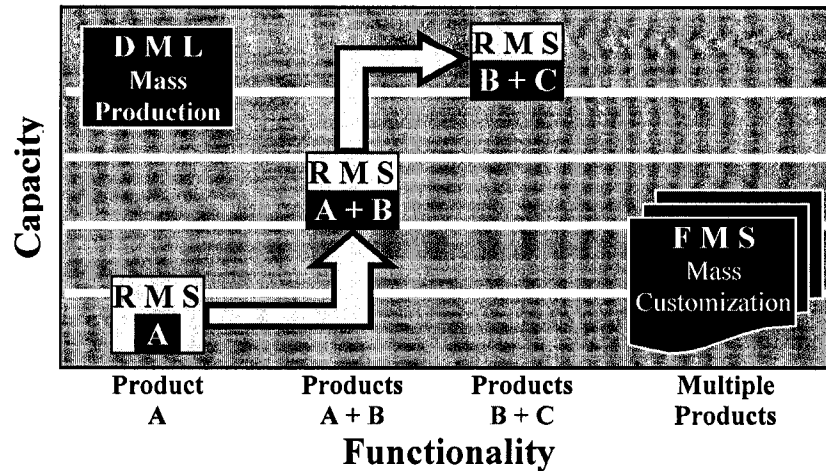 D M L
Mass
Production
R M S
B + C
R M S
A + B
F M S
Mass
Customization
R M S
A
Capacity
Product
A
Products
A + B
Products
B + C
Multiple
Products
Functionality